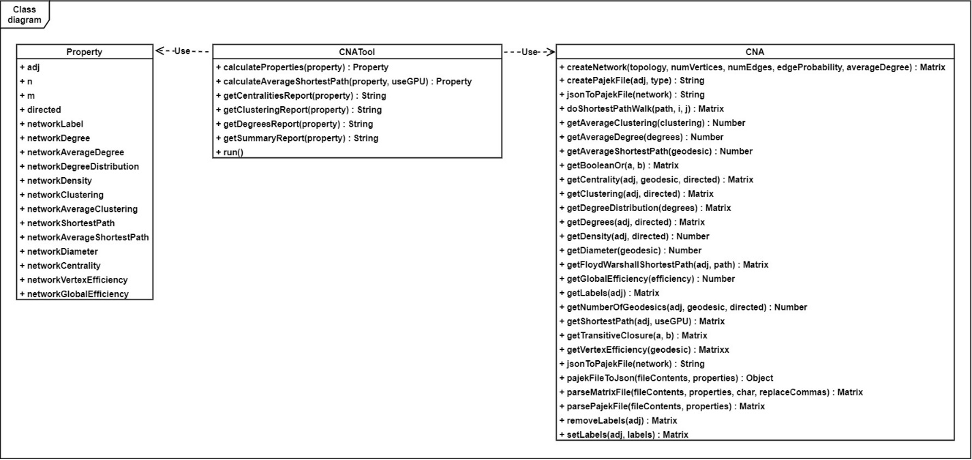 Class
diagram
Property
+ adj
+ n
+ m
+ directed
+ networkLabel
+ networkDegree
+ networkAverageDegree
+ networkDegreeDistribution
+ networkDensity
+ networkClustering
+ networkAverageClustering
+ networkShortestPath
+ networkAverageShortestPath
+ networkDiameter
+ networkCentrality
+ networkVertexEfficiency
+ networkGlobalEfficiency
Use
CNATool
+ calculateProperties(property) : Property
+ calculateAverageShortestPath(property, useGPU) : Property
+ getCentralitiesReport(property) : String
+ getClusteringReport(property) : String
+ getDegreesReport(property) : String
+ getSummaryReport(property) : String
+ run()
Use
CNA
+ createNetwork(topology, numVertices, numEdges, edgeProbability, averageDegree) : Matrix
+ createPajekFile(adj, type) : String
+ jsonToPajekFile(network) : String
+ doShortestPathWalk(path, i, j) : Matrix
+ getAverageClustering(clustering) : Number
+ getAverageDegree(degrees) : Number
+ getAverageShortestPath(geodesic) : Number
+ getBooleanOr(a, b) : Matrix
+ getCentrality(adj, geodesic, directed) : Matrix
+ getClustering(adj, directed) : Matrix
+ getDegreeDistribution(degrees) : Matrix
+ getDegrees(adj, directed) : Matrix
+ getDensity(adj, directed) : Number
+ getDiameter(geodesic) : Number
+ getFloydWarshallShortestPath(adj, path) : Matrix
+ getGlobalEfficiency(efficiency) : Number
+ getLabels(adj) : Matrix
+ getNumberOfGeodesics(adj, geodesic, directed) : Number
+ getShortestPath(adj, useGPU) : Matrix
+ getTransitiveClosure(a, b) : Matrix
+ getVertexEfficiency(geodesic) : Matrixx
+ jsonToPajekFile(network) : String
+ pajekFileToJson(fileContents, properties) : Object
+ parseMatrixFile(fileContents, properties, char, replaceCommas) : Matrix
+ parsePajekFile(fileContents, properties) : Matrix
+ removeLabels(adj) : Matrix
+ setLabels(adj, labels) : Matrix